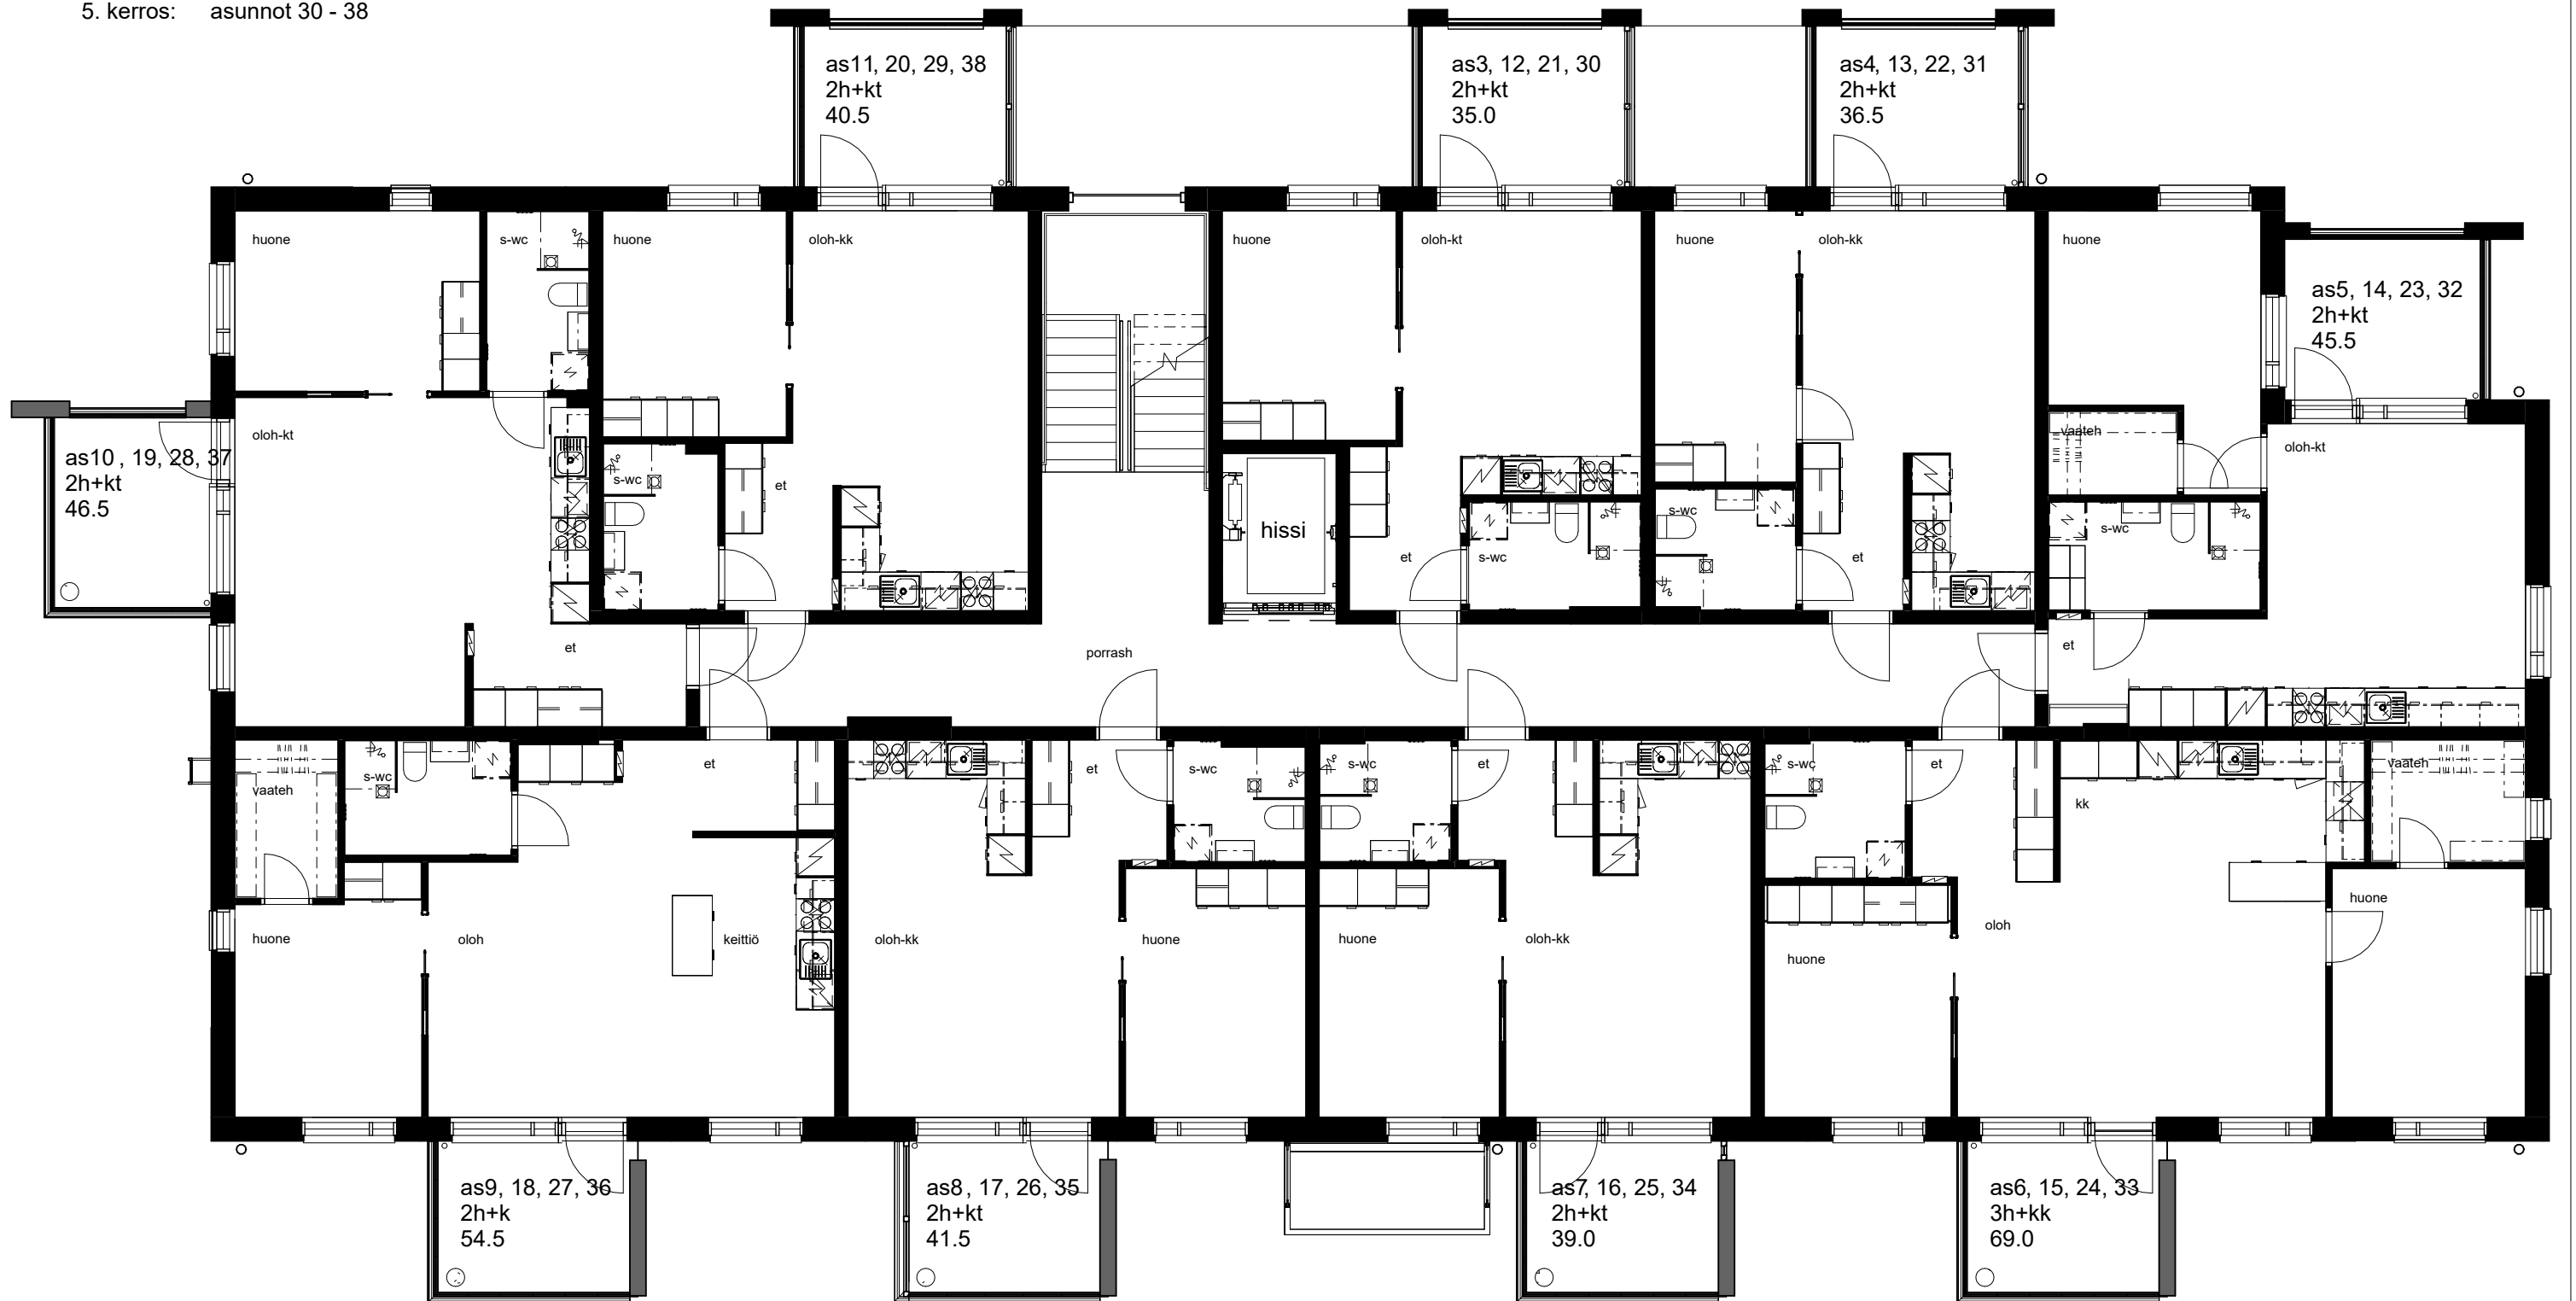 5. kerros: asunnot 30 - 38
as11, 20, 29, 38
2h+kt
40.5
as3, 12, 21, 30
2h+kt
35.0
as4, 13, 22, 31
2h+kt
36.5
huone
s-wc
huone
oloh-kk
huone
oloh-kt
huone
oloh-kk
huone
as5, 14, 23, 32
2h+kt
45.5
oloh-kt
as10 , 19, 28, 37
2h+kt
46.5
s-wc
et
hissi
et
s-wc
s-wc
et
vaateh
s-wc
oloh-kt
et
porrash
et
vaateh
s-wc
et
et
s-wc
s-wc
et
s-wc
et
kk
vaateh
huone
oloh
keittiö
oloh-kk
huone
huone
oloh-kk
huone
oloh
huone
as9, 18, 27, 36
2h+k
54.5
as8 , 17, 26, 35
2h+kt
41.5
as7, 16, 25, 34
2h+kt
39.0
as6, 15, 24, 33
3h+kk
69.0